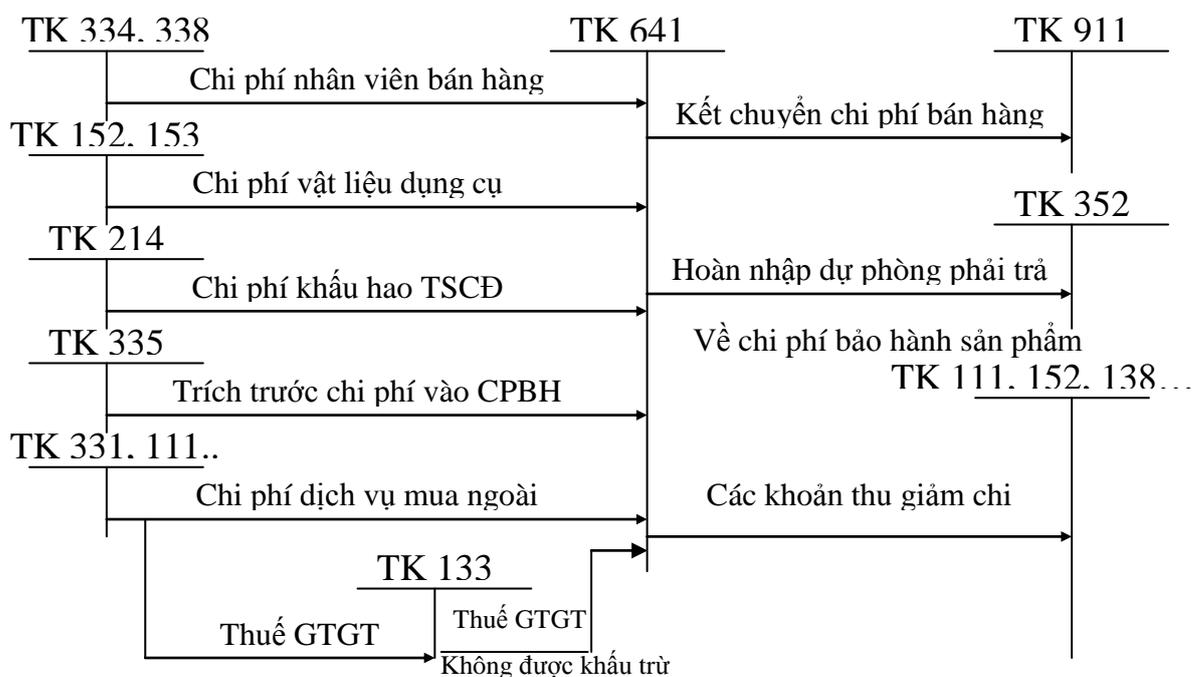 TK 334, 338
TK 641
TK 911
Chi phí nhân viên bán hàng
Kết chuyển chi phí bán hàng
TK 152, 153
Chi phí vật liệu dụng cụ
TK 352
TK 214
Hoàn nhập dự phòng phải trả
Chi phí khấu hao TSCĐ
Về chi phí bảo hành sản phẩm
TK 335
TK 111, 152, 138…
Trích trước chi phí vào CPBH
TK 331, 111..
Chi phí dịch vụ mua ngoài
Các khoản thu giảm chi
TK 133
Thuế GTGT
Thuế GTGT
Không được khấu trừ